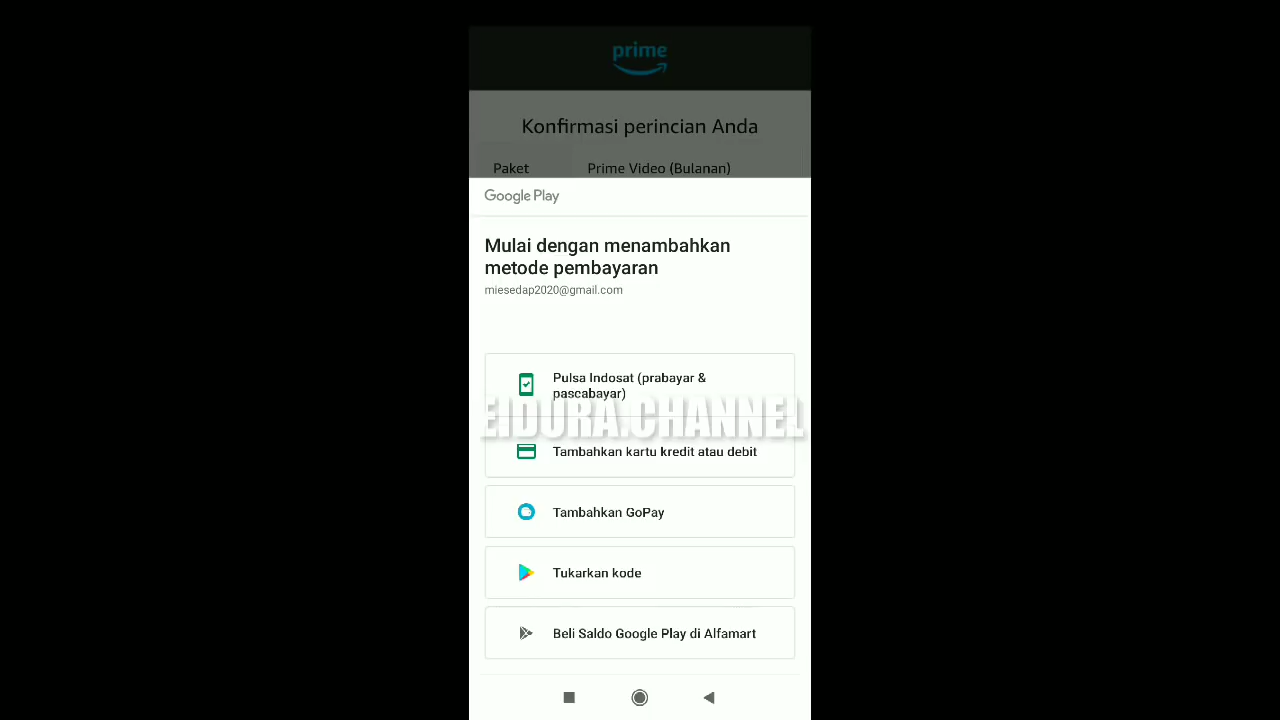 prime
Konfirmasi perincian Anda
Paket Prime Video (Bulanan)
Google Play
Mulai dengan menambahkan
metode pembayaran
miesedap2020@gmail.com
Pulsa Indosat (prabayar &
pascabayar)
EIDURA.CHANNEL
Tambahkan kartu kredit atau debit
Tambahkan GoPay
Tukarkan kode
Beli Saldo Google Play di Alfamart